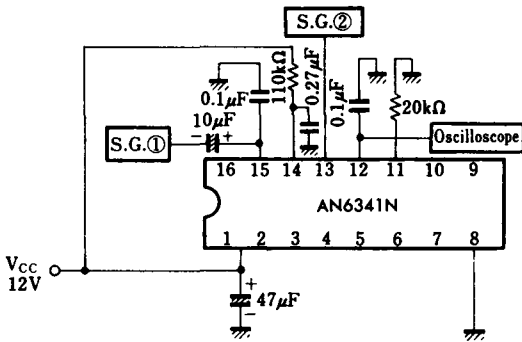 S.G.②
110kΩ
0.27μF
0.1μF
0.1μF
20kΩ
10μF
- +
S.G.①
Oscilloscope
16 15 14 13 12 11 10 9
AN6341N
1 2 3 4 5 6 7 8
VCC
12V
+
47μF
-